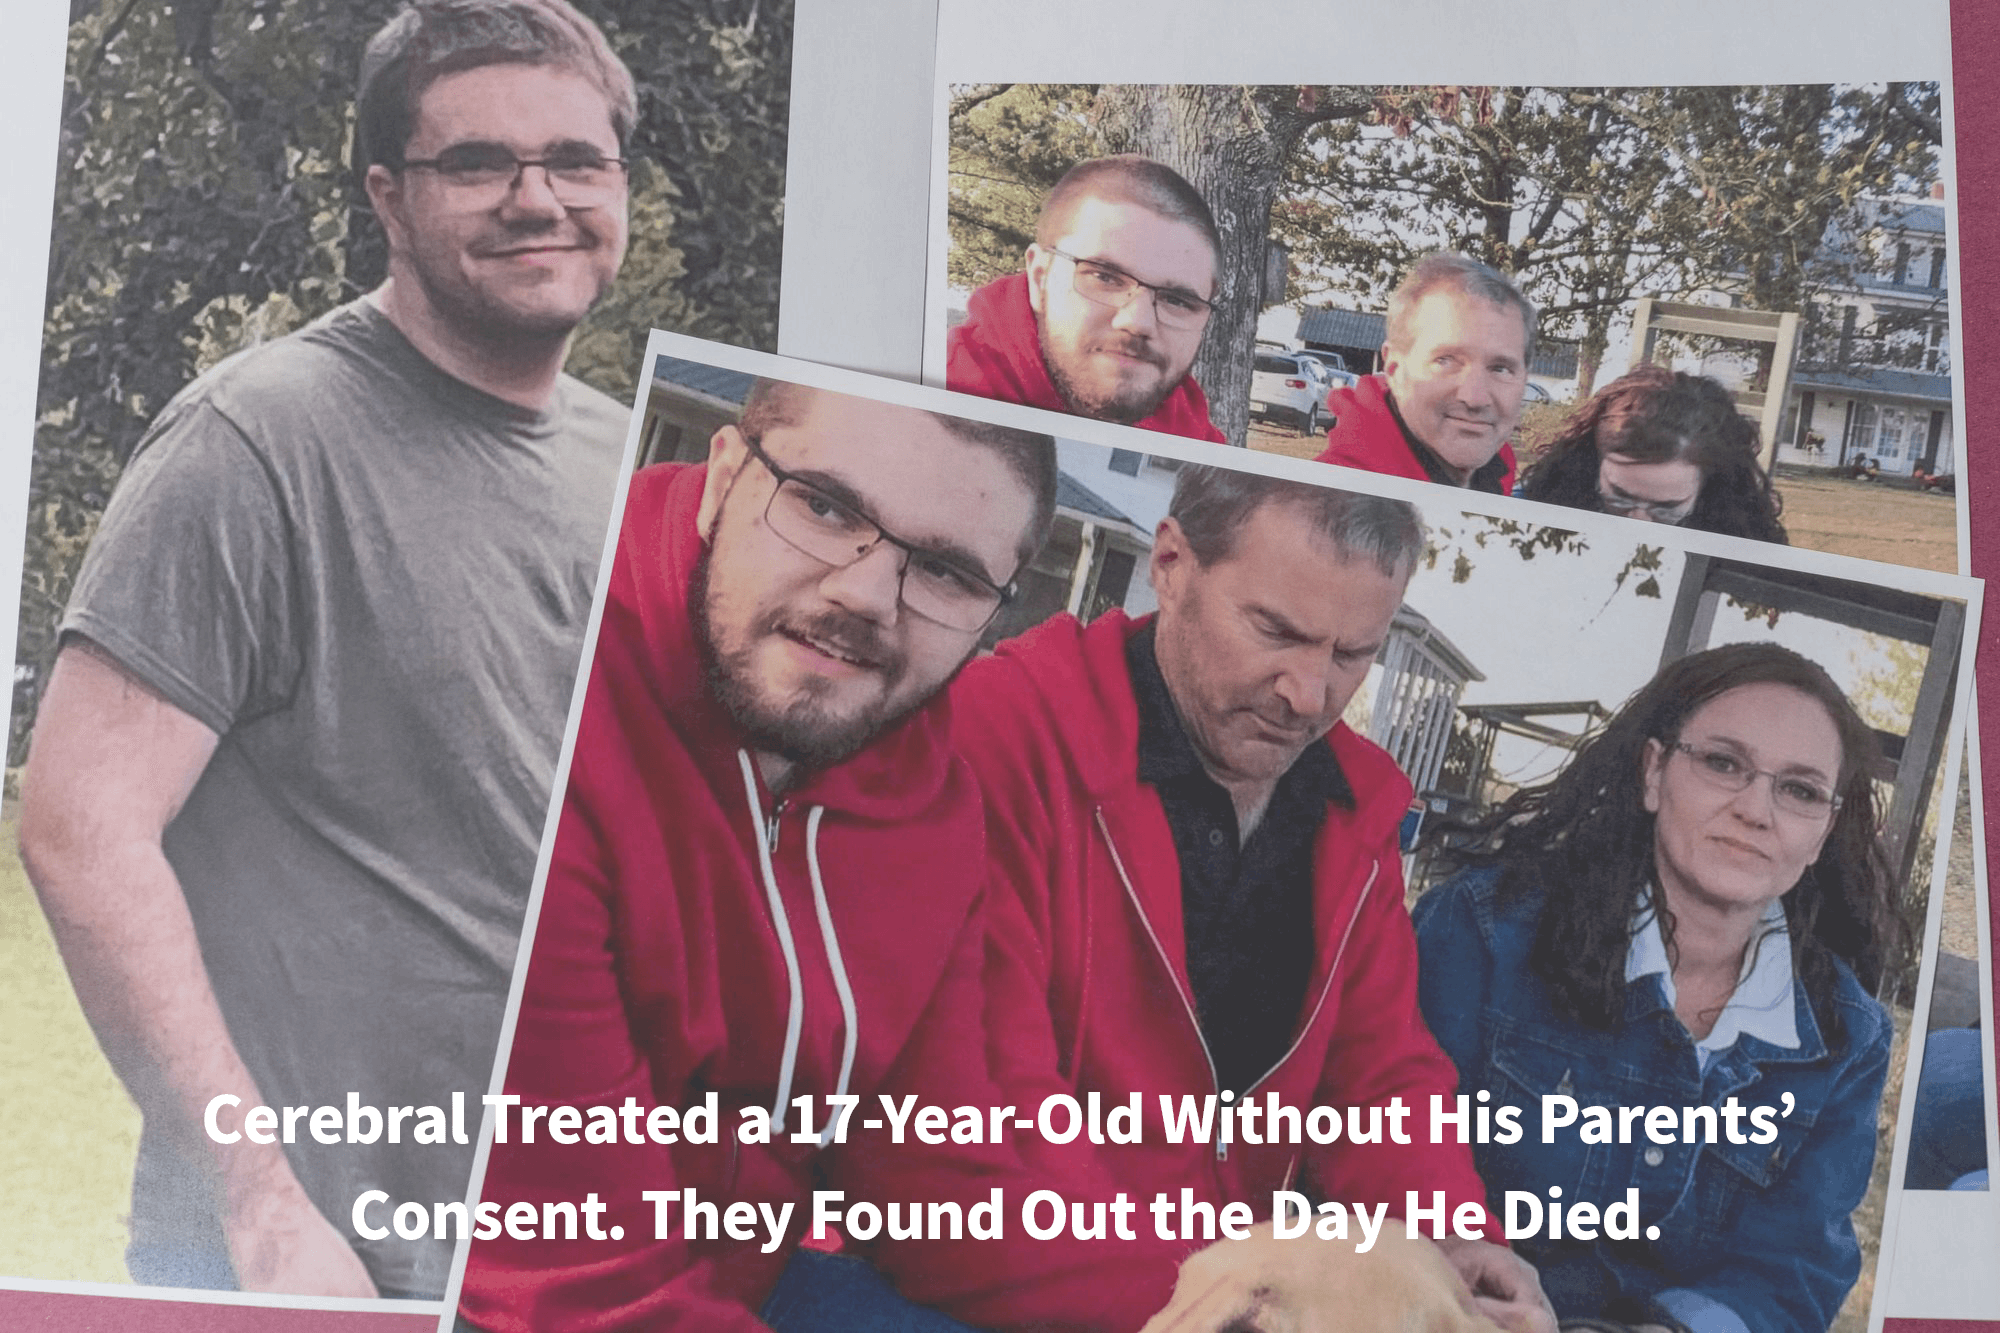 Cerebral Treated a 17-Year-Old Without His Parents’
Consent. They Found Out the Day He Died.